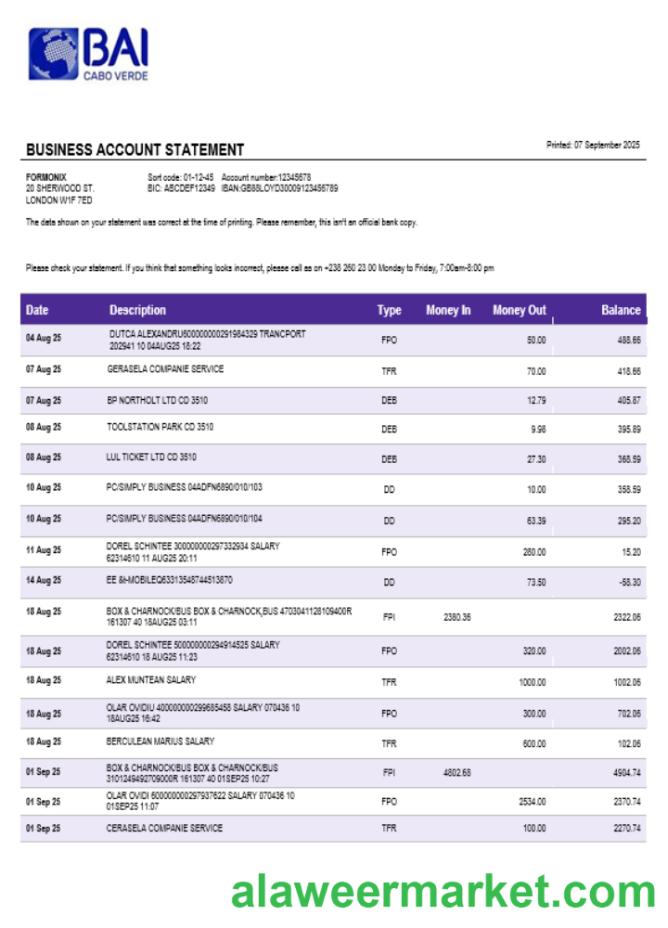 BAI
CABO VERDE
BUSINESS ACCOUNT STATEMENT
Printed: 07 September 2025
FORMONIX
20 SHERWOOD ST.
LONDON W1F 7ED
Sort code: 01-12-45 Account number:12345678
BIC: ABCDEF12349 IBAN:GB88LOYD30009123456789
The data shown on your statement was correct at the time of printing. Please remember, this isn't an official bank copy.
Please check your statement. If you think that something looks incorrect, please call as on +238 260 23 00 Monday to Friday, 7:00am-8:00 pm
Date Description Type Money In Money Out Balance
04 Aug 25 DUTCA ALEXANDRU600000000291984329 TRANCPORT FPO 50.00 488.66
202941 10 04AUG25 18:22
07 Aug 25 GERASELA COMPANIE SERVICE TFR 70.00 418.66
07 Aug 25 BP NORTHOLT LTD CD 3510 DEB 12.79 405.87
08 Aug 25 TOOLSTATION PARK CD 3510 DEB 9.98 395.89
08 Aug 25 LUL TICKET LTD CD 3510 DEB 27.30 368.59
10 Aug 25 PC/SIMPLY BUSINESS 04ADFN6890/010/103 DD 10.00 358.59
10 Aug 25 PC/SIMPLY BUSINESS 04ADFN6890/010/104 DD 63.39 295.20
11 Aug 25 DOREL SCHINTEE 300000000297332934 SALARY FPO 280.00 15.20
62314610 11 AUG25 20:11
14 Aug 25 EE &I-MOBILEQ63313548744513870 DD 73.50 -58.30
18 Aug 25 BOX & CHARNOCK/BUS BOX & CHARNOCK,BUS 4703041128109400R FPI 2380.36 2322.06
161307 40 18AUG25 03:11
18 Aug 25 DOREL SCHINTEE 500000000294914525 SALARY FPO 320.00 2002.06
62314610 18 AUG25 11:23
18 Aug 25 ALEX MUNTEAN SALARY TFR 1000.00 1002.06
18 Aug 25 OLAR OVIDIU 400000000299685458 SALARY 070436 10 FPO 300.00 702.06
18AUG25 16:42
18 Aug 25 BERCULEAN MARIUS SALARY TFR 600.00 102.06
01 Sep 25 BOX & CHARNOCK/BUS BOX & CHARNOCK/BUS FPI 4802.68 4904.74
3101249492709000R 161307 40 01SEP25 10:27
01 Sep 25 OLAR OVIDI 600000000297937622 SALARY 070436 10 FPO 2534.00 2370.74
01SEP25 11:07
01 Sep 25 CERASELA COMPANIE SERVICE TFR 100.00 2270.74
alaweermarket.com